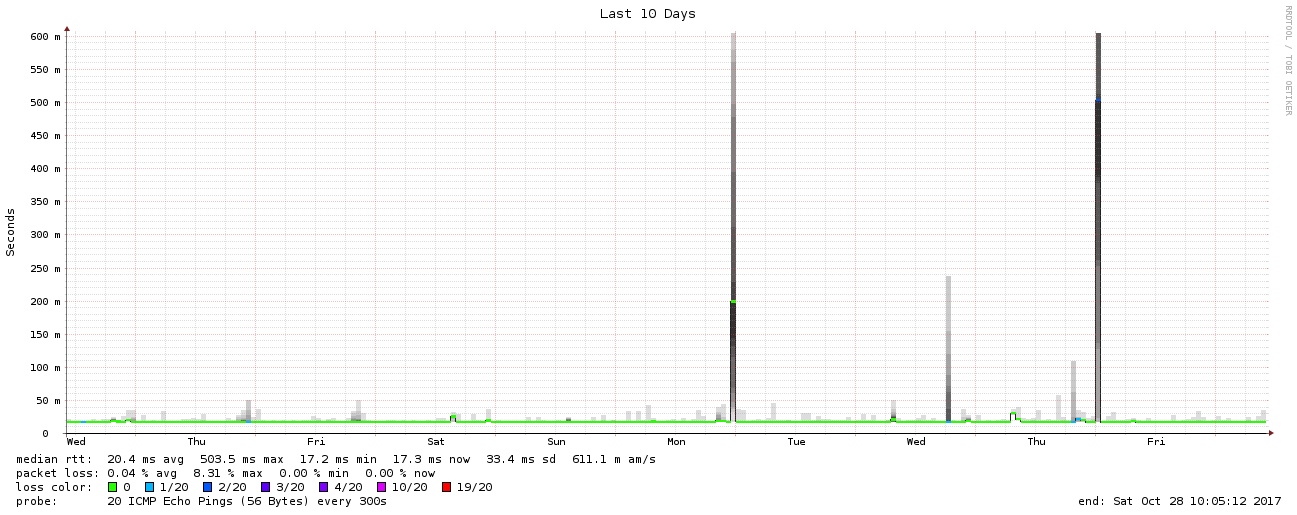 Last 10 Days
RRDTOOL / TOBI OETIKER
600 m
550 m
500 m
450 m
400 m
350 m
300 m
250 m
200 m
150 m
100 m
50 m
0
Seconds
Wed Thu Fri Sat Sun Mon Tue Wed Thu Fri
median rtt: 20.4 ms avg 503.5 ms max 17.2 ms min 17.3 ms now 33.4 ms sd 611.1 m am/s
packet loss: 0.04 % avg 8.31 % max 0.00 % min 0.00 % now
loss color: 0 1/20 2/20 3/20 4/20 10/20 19/20
probe: 20 ICMP Echo Pings (56 Bytes) every 300s end: Sat Oct 28 10:05:12 2017